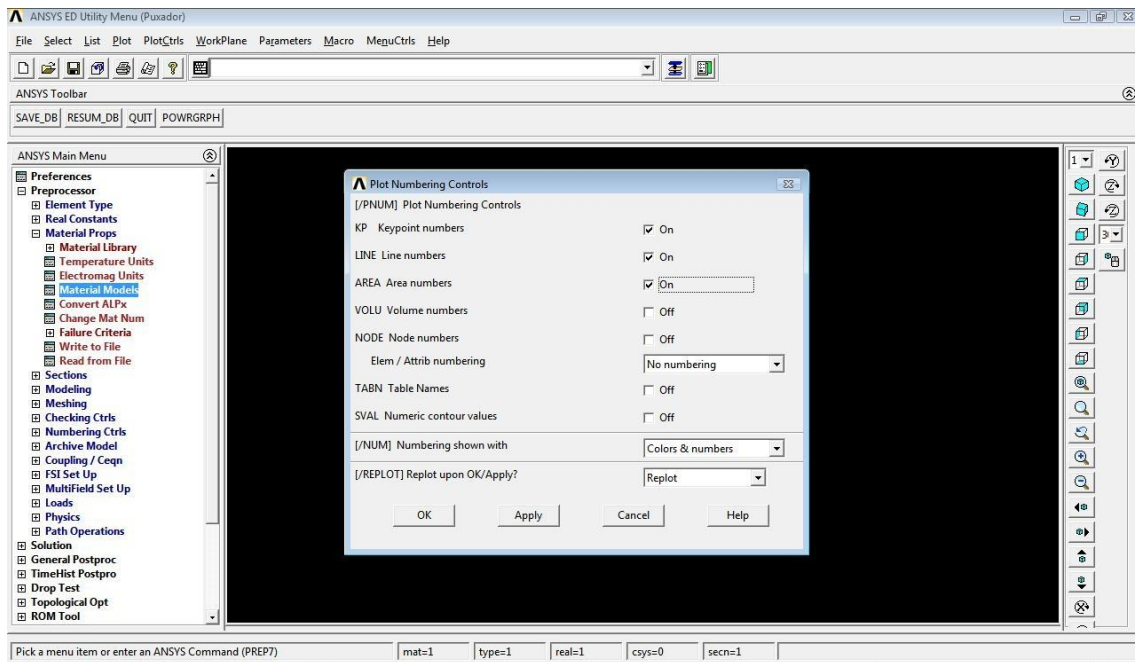 ANSYS ED Utility Menu (Puxador)
File Select List Plot PlotCtrls WorkPlane Parameters Macro MenuCtrls Help
ANSYS Toolbar
SAVE_DB RESUM_DB QUIT POWRGRPH
ANSYS Main Menu
Preferences
Preprocessor
Element Type
Real Constants
Material Props
Material Library
Temperature Units
Electromag Units
Material Models
Convert ALPx
Change Mat Num
Failure Criteria
Write to File
Read from File
Sections
Modeling
Meshing
Checking Ctrls
Numbering Ctrls
Archive Model
Coupling / Ceqn
FSI Set Up
MultiField Set Up
Loads
Physics
Path Operations
Solution
General Postproc
TimeHist Postpro
Drop Test
Topological Opt
ROM Tool
Plot Numbering Controls
[/PNUM] Plot Numbering Controls
KP Keypoint numbers On
LINE Line numbers On
AREA Area numbers On
VOLU Volume numbers Off
NODE Node numbers Off
Elem / Attrib numbering No numbering
TABN Table Names Off
SVAL Numeric contour values Off
[/NUM] Numbering shown with Colors & numbers
[/REPLOT] Replot upon OK/Apply? Replot
OK Apply Cancel Help
1
Pick a menu item or enter an ANSYS Command (PREP7) mat=1 type=1 real=1 csys=0 secn=1